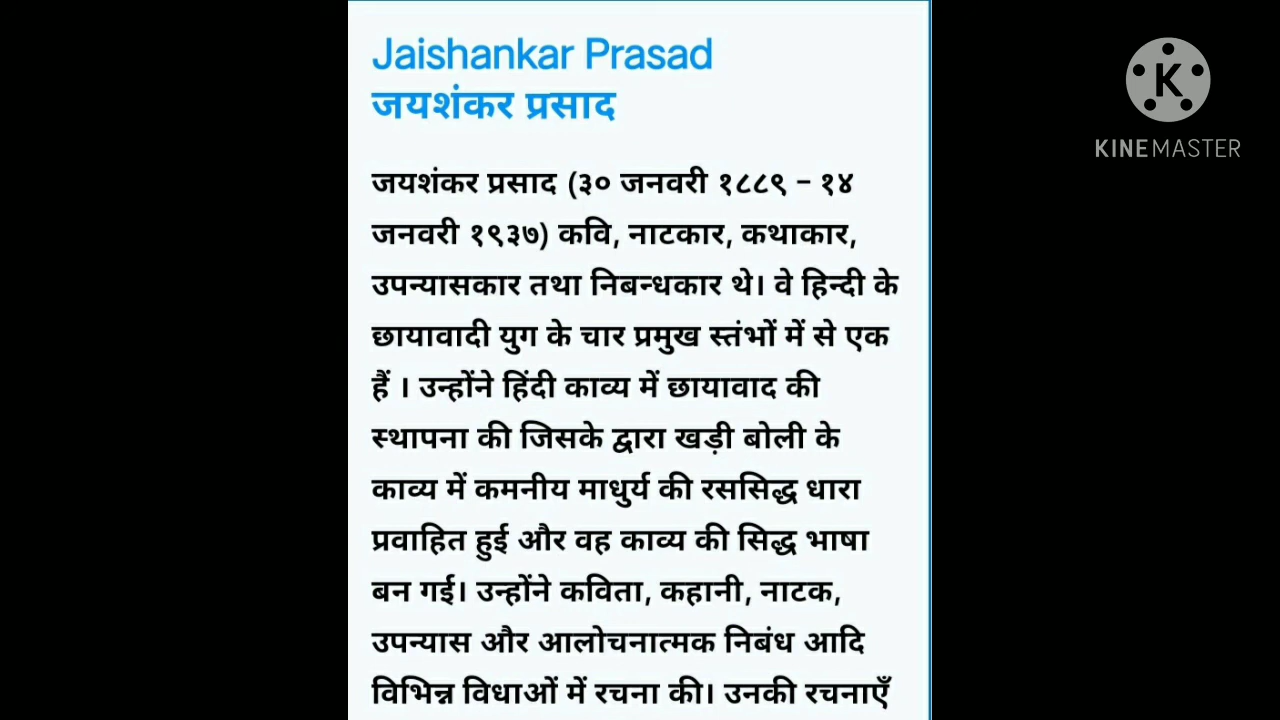 Jaishankar Prasad
जयशंकर प्रसाद
जयशंकर प्रसाद (३० जनवरी १८८९ – १४
जनवरी १९३७) कवि, नाटकार, कथाकार,
उपन्यासकार तथा निबन्धकार थे। वे हिन्दी के
छायावादी युग के चार प्रमुख स्तंभों में से एक
हैं । उन्होंने हिंदी काव्य में छायावाद की
स्थापना की जिसके द्वारा खड़ी बोली के
काव्य में कमनीय माधुर्य की रससिद्ध धारा
प्रवाहित हुई और वह काव्य की सिद्ध भाषा
बन गई। उन्होंने कविता, कहानी, नाटक,
उपन्यास और आलोचनात्मक निबंध आदि
विभिन्न विधाओं में रचना की। उनकी रचनाएँ
K
KINEMASTER